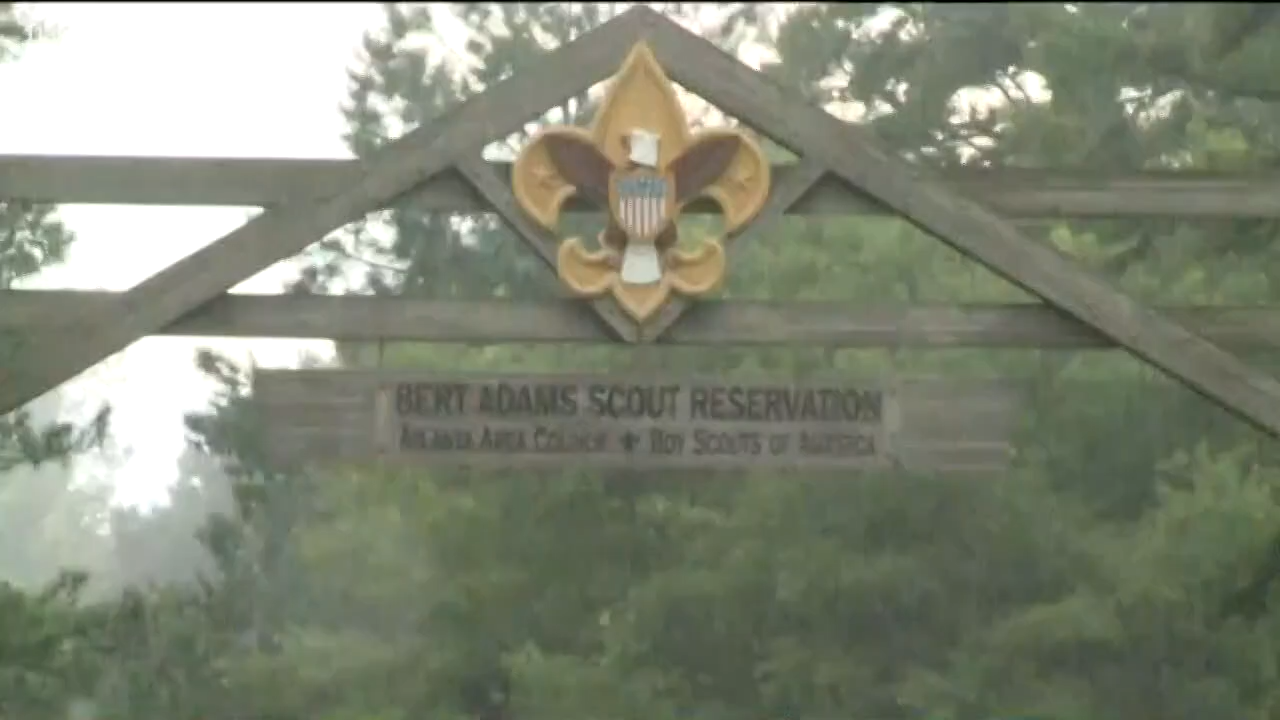 BERT ADAMS SCOUT RESERVATION
ATLANTA AREA COUNCIL BOY SCOUTS OF AMERICA